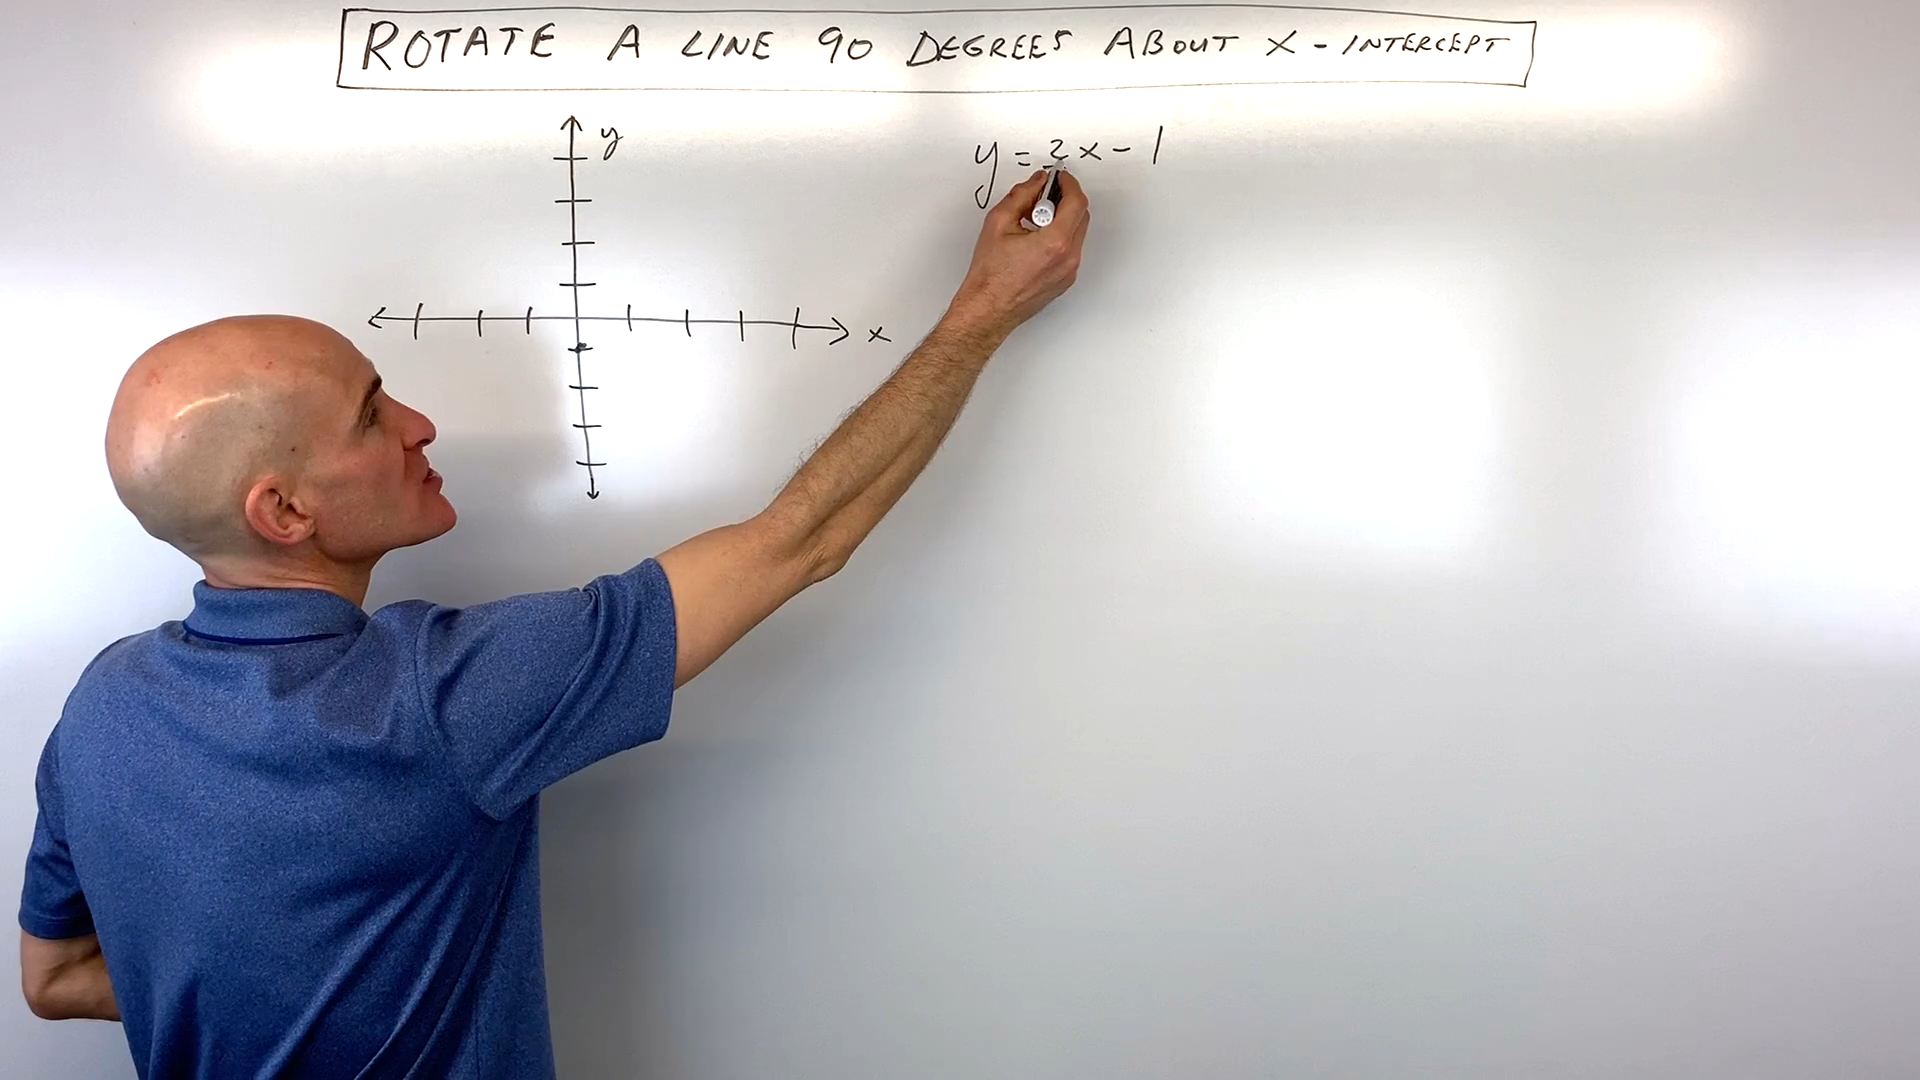 ROTATE A LINE 90 DEGREES ABOUT X-INTERCEPT
y
y = 2x - 1
x